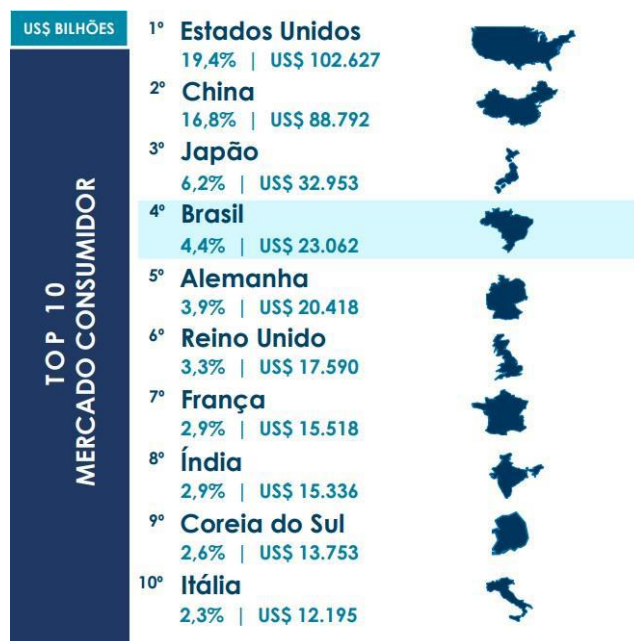 US$ BILHÕES
TOP 10
MERCADO CONSUMIDOR
1º Estados Unidos
19,4% | US$ 102.627
2º China
16,8% | US$ 88.792
3º Japão
6,2% | US$ 32.953
4º Brasil
4,4% | US$ 23.062
5º Alemanha
3,9% | US$ 20.418
6º Reino Unido
3,3% | US$ 17.590
7º França
2,9% | US$ 15.518
8º Índia
2,9% | US$ 15.336
9º Coreia do Sul
2,6% | US$ 13.753
10º Itália
2,3% | US$ 12.195